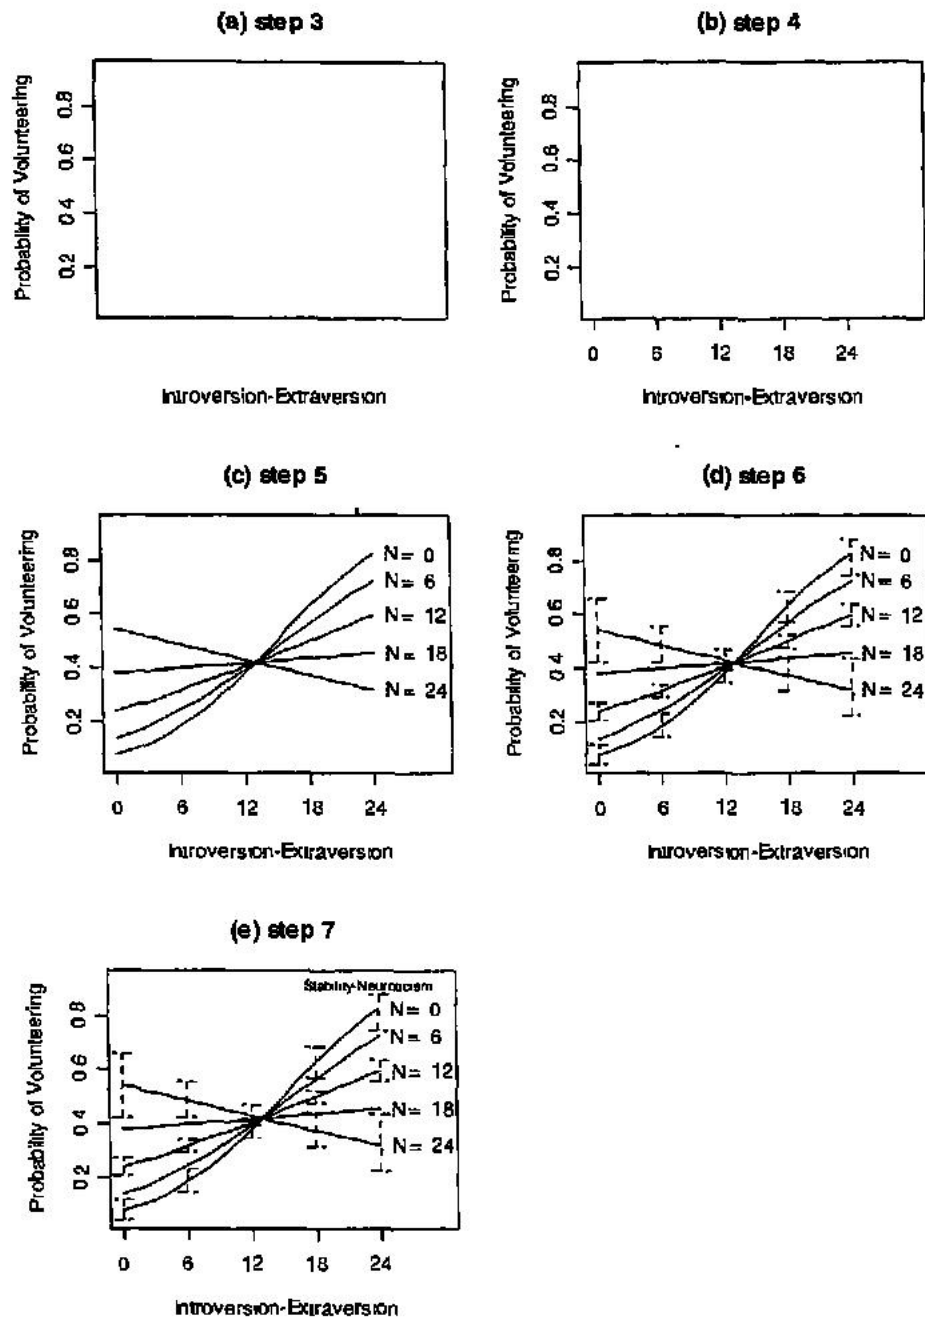 (a) step 3
Probability of Volunteering
0.8
0.6
0.4
0.2
Introversion-Extraversion
(b) step 4
Probability of Volunteering
0.8
0.6
0.4
0.2
0 6 12 18 24
Introversion-Extraversion
(c) step 5
Probability of Volunteering
0.8
0.6
0.4
0.2
N= 0
N= 6
N= 12
N= 18
N= 24
0 6 12 18 24
Introversion-Extraversion
(d) step 6
Probability of Volunteering
0.8
0.6
0.4
0.2
N= 0
N= 6
N= 12
N= 18
N= 24
0 6 12 18 24
Introversion-Extraversion
(e) step 7
Probability of Volunteering
0.8
0.6
0.4
0.2
Stability-Neuroticism
N= 0
N= 6
N= 12
N= 18
N= 24
0 6 12 18 24
Introversion-Extraversion